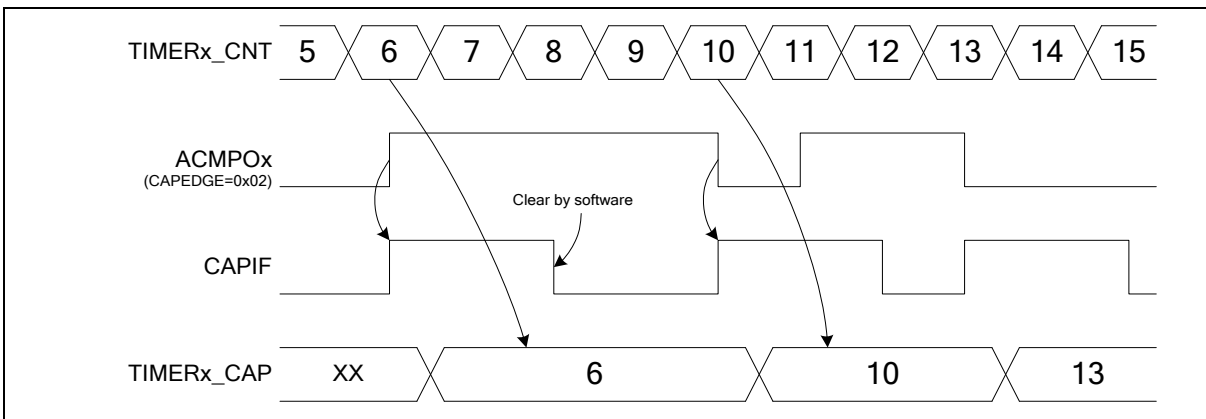 TIMERx_CNT 5 6 7 8 9 10 11 12 13 14 15
ACMPOx
(CAPEDGE=0x02)
Clear by software
CAPIF
TIMERx_CAP XX 6 10 13